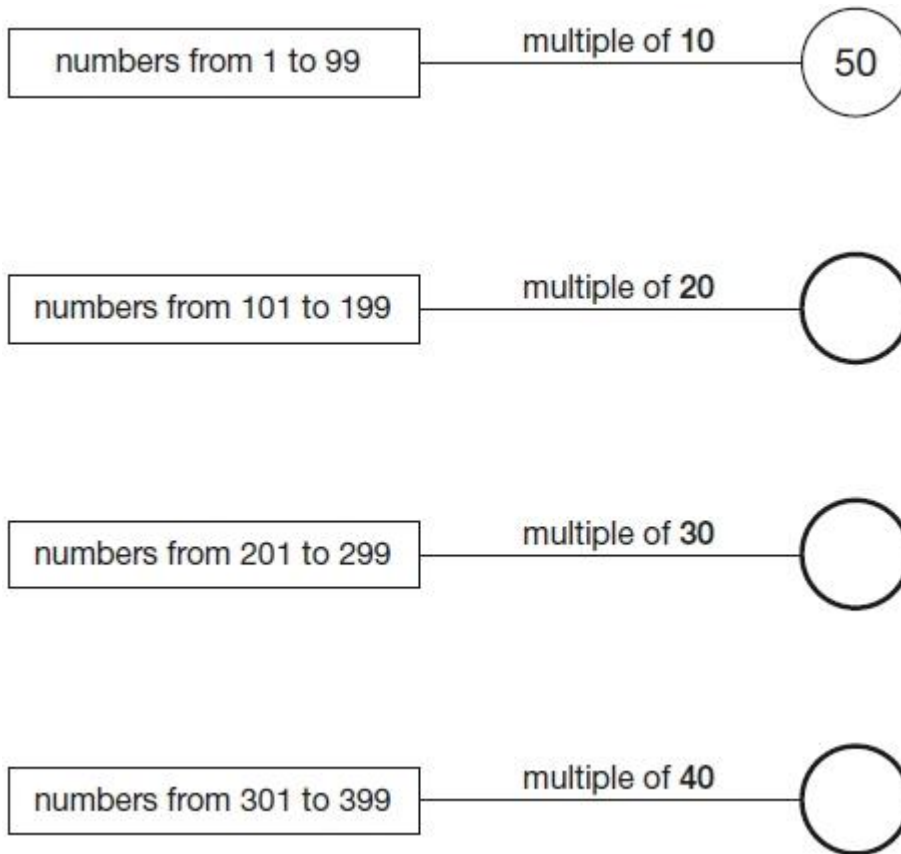 numbers from 1 to 99 multiple of 10 50
numbers from 101 to 199 multiple of 20
numbers from 201 to 299 multiple of 30
numbers from 301 to 399 multiple of 40